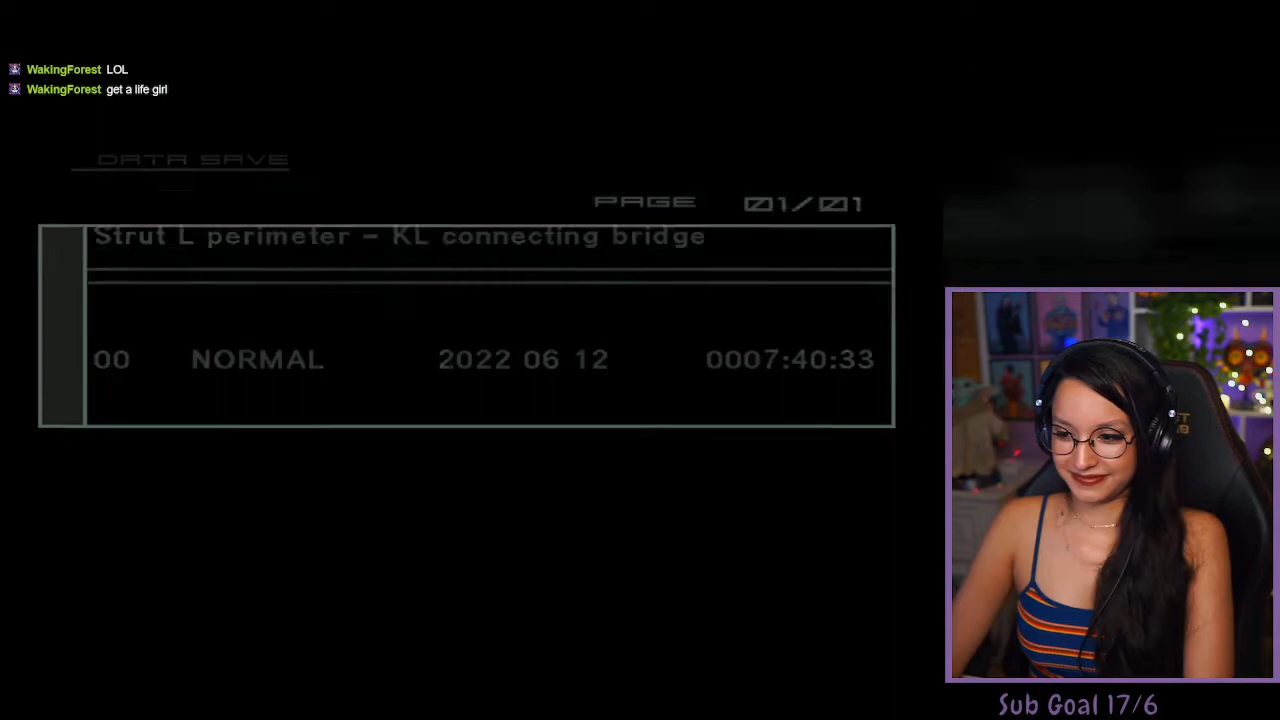 WakingForest LOL
WakingForest get a life girl
DATA SAVE
PAGE 01/01
Strut L perimeter – KL connecting bridge
00 NORMAL 2022 06 12 0007:40:33
Sub Goal 17/6